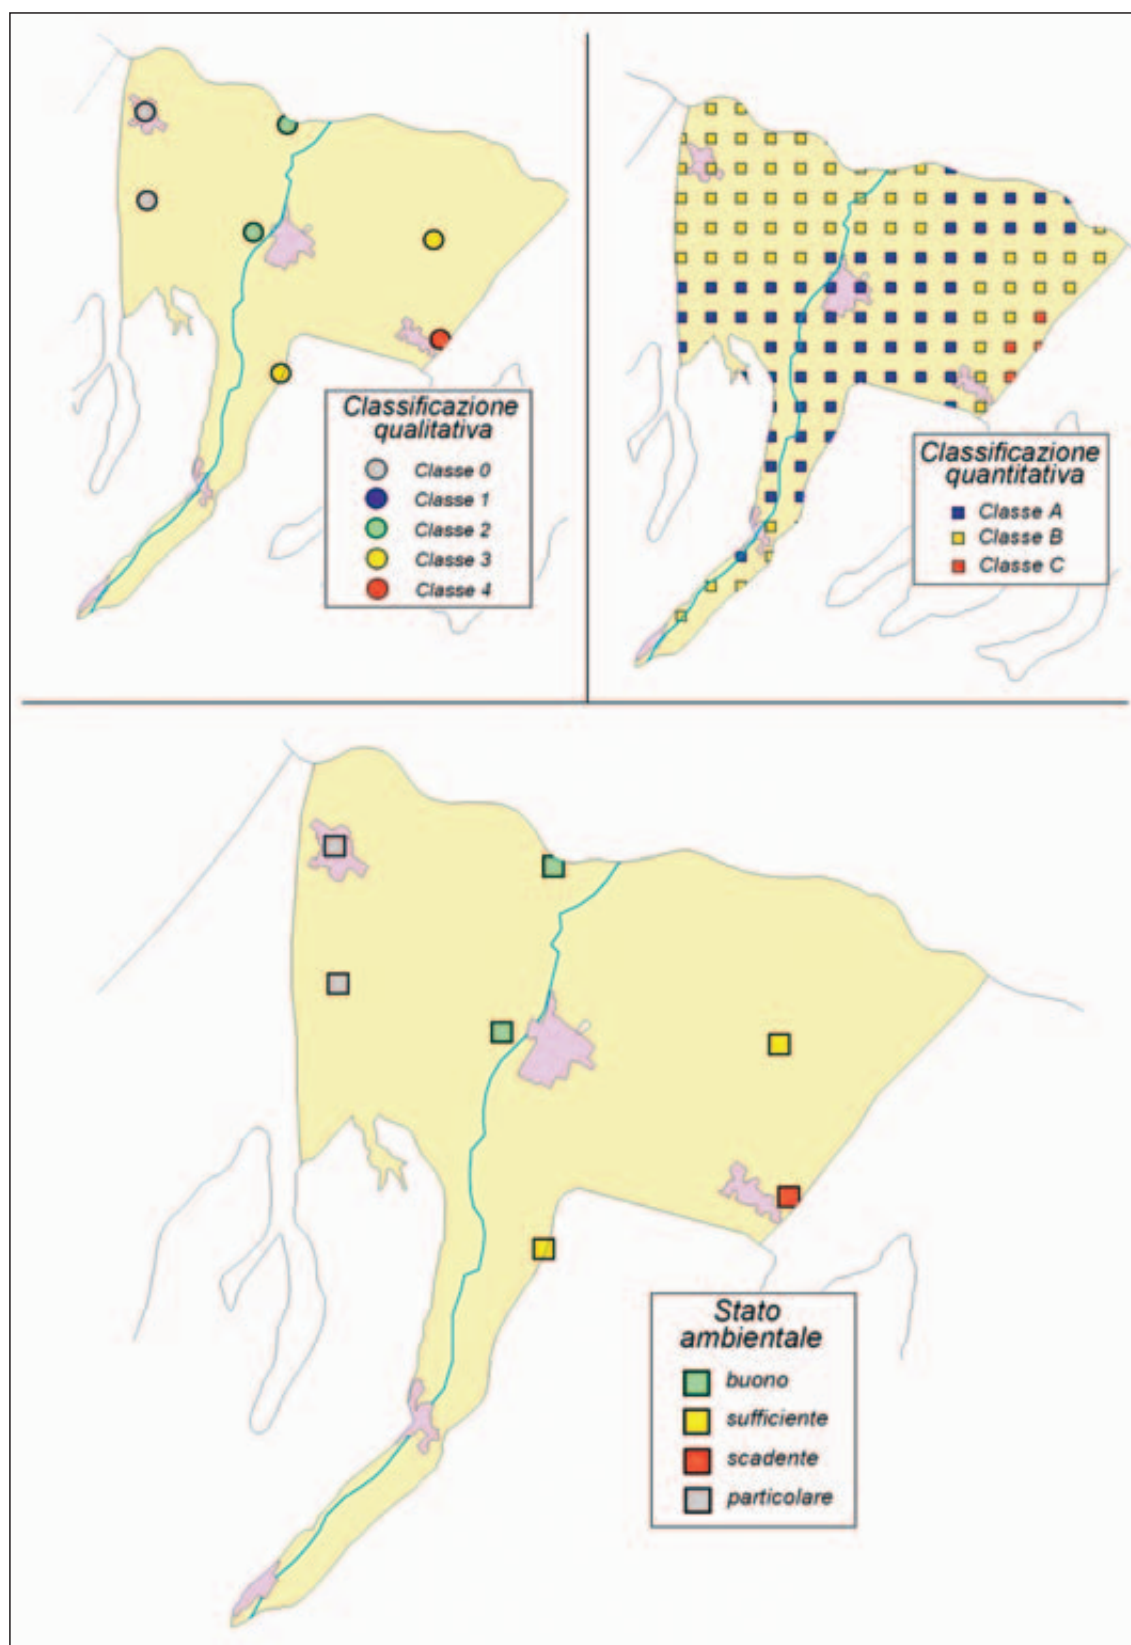 Classificazione
qualitativa
Classe 0
Classe 1
Classe 2
Classe 3
Classe 4
Classificazione
quantitativa
Classe A
Classe B
Classe C
Stato
ambientale
buono
sufficiente
scadente
particolare